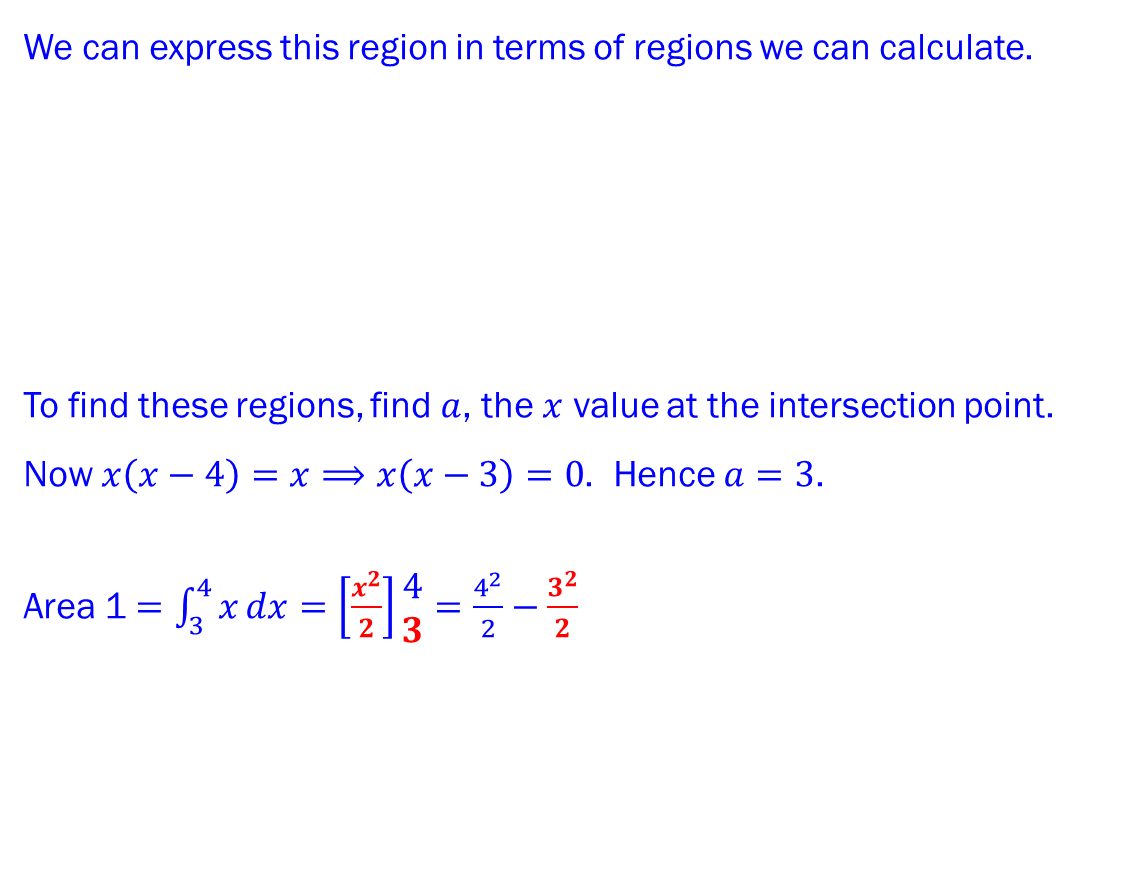 We can express this region in terms of regions we can calculate.
To find these regions, find 𝑎, the 𝑥 value at the intersection point.
Now 𝑥(𝑥 − 4) = 𝑥 ⟹ 𝑥(𝑥 − 3) = 0. Hence 𝑎 = 3.
Area 1 = ∫₃⁴ 𝑥 𝑑𝑥 = [𝒙²/2] 4 3 = 4²/2 − 3²/2